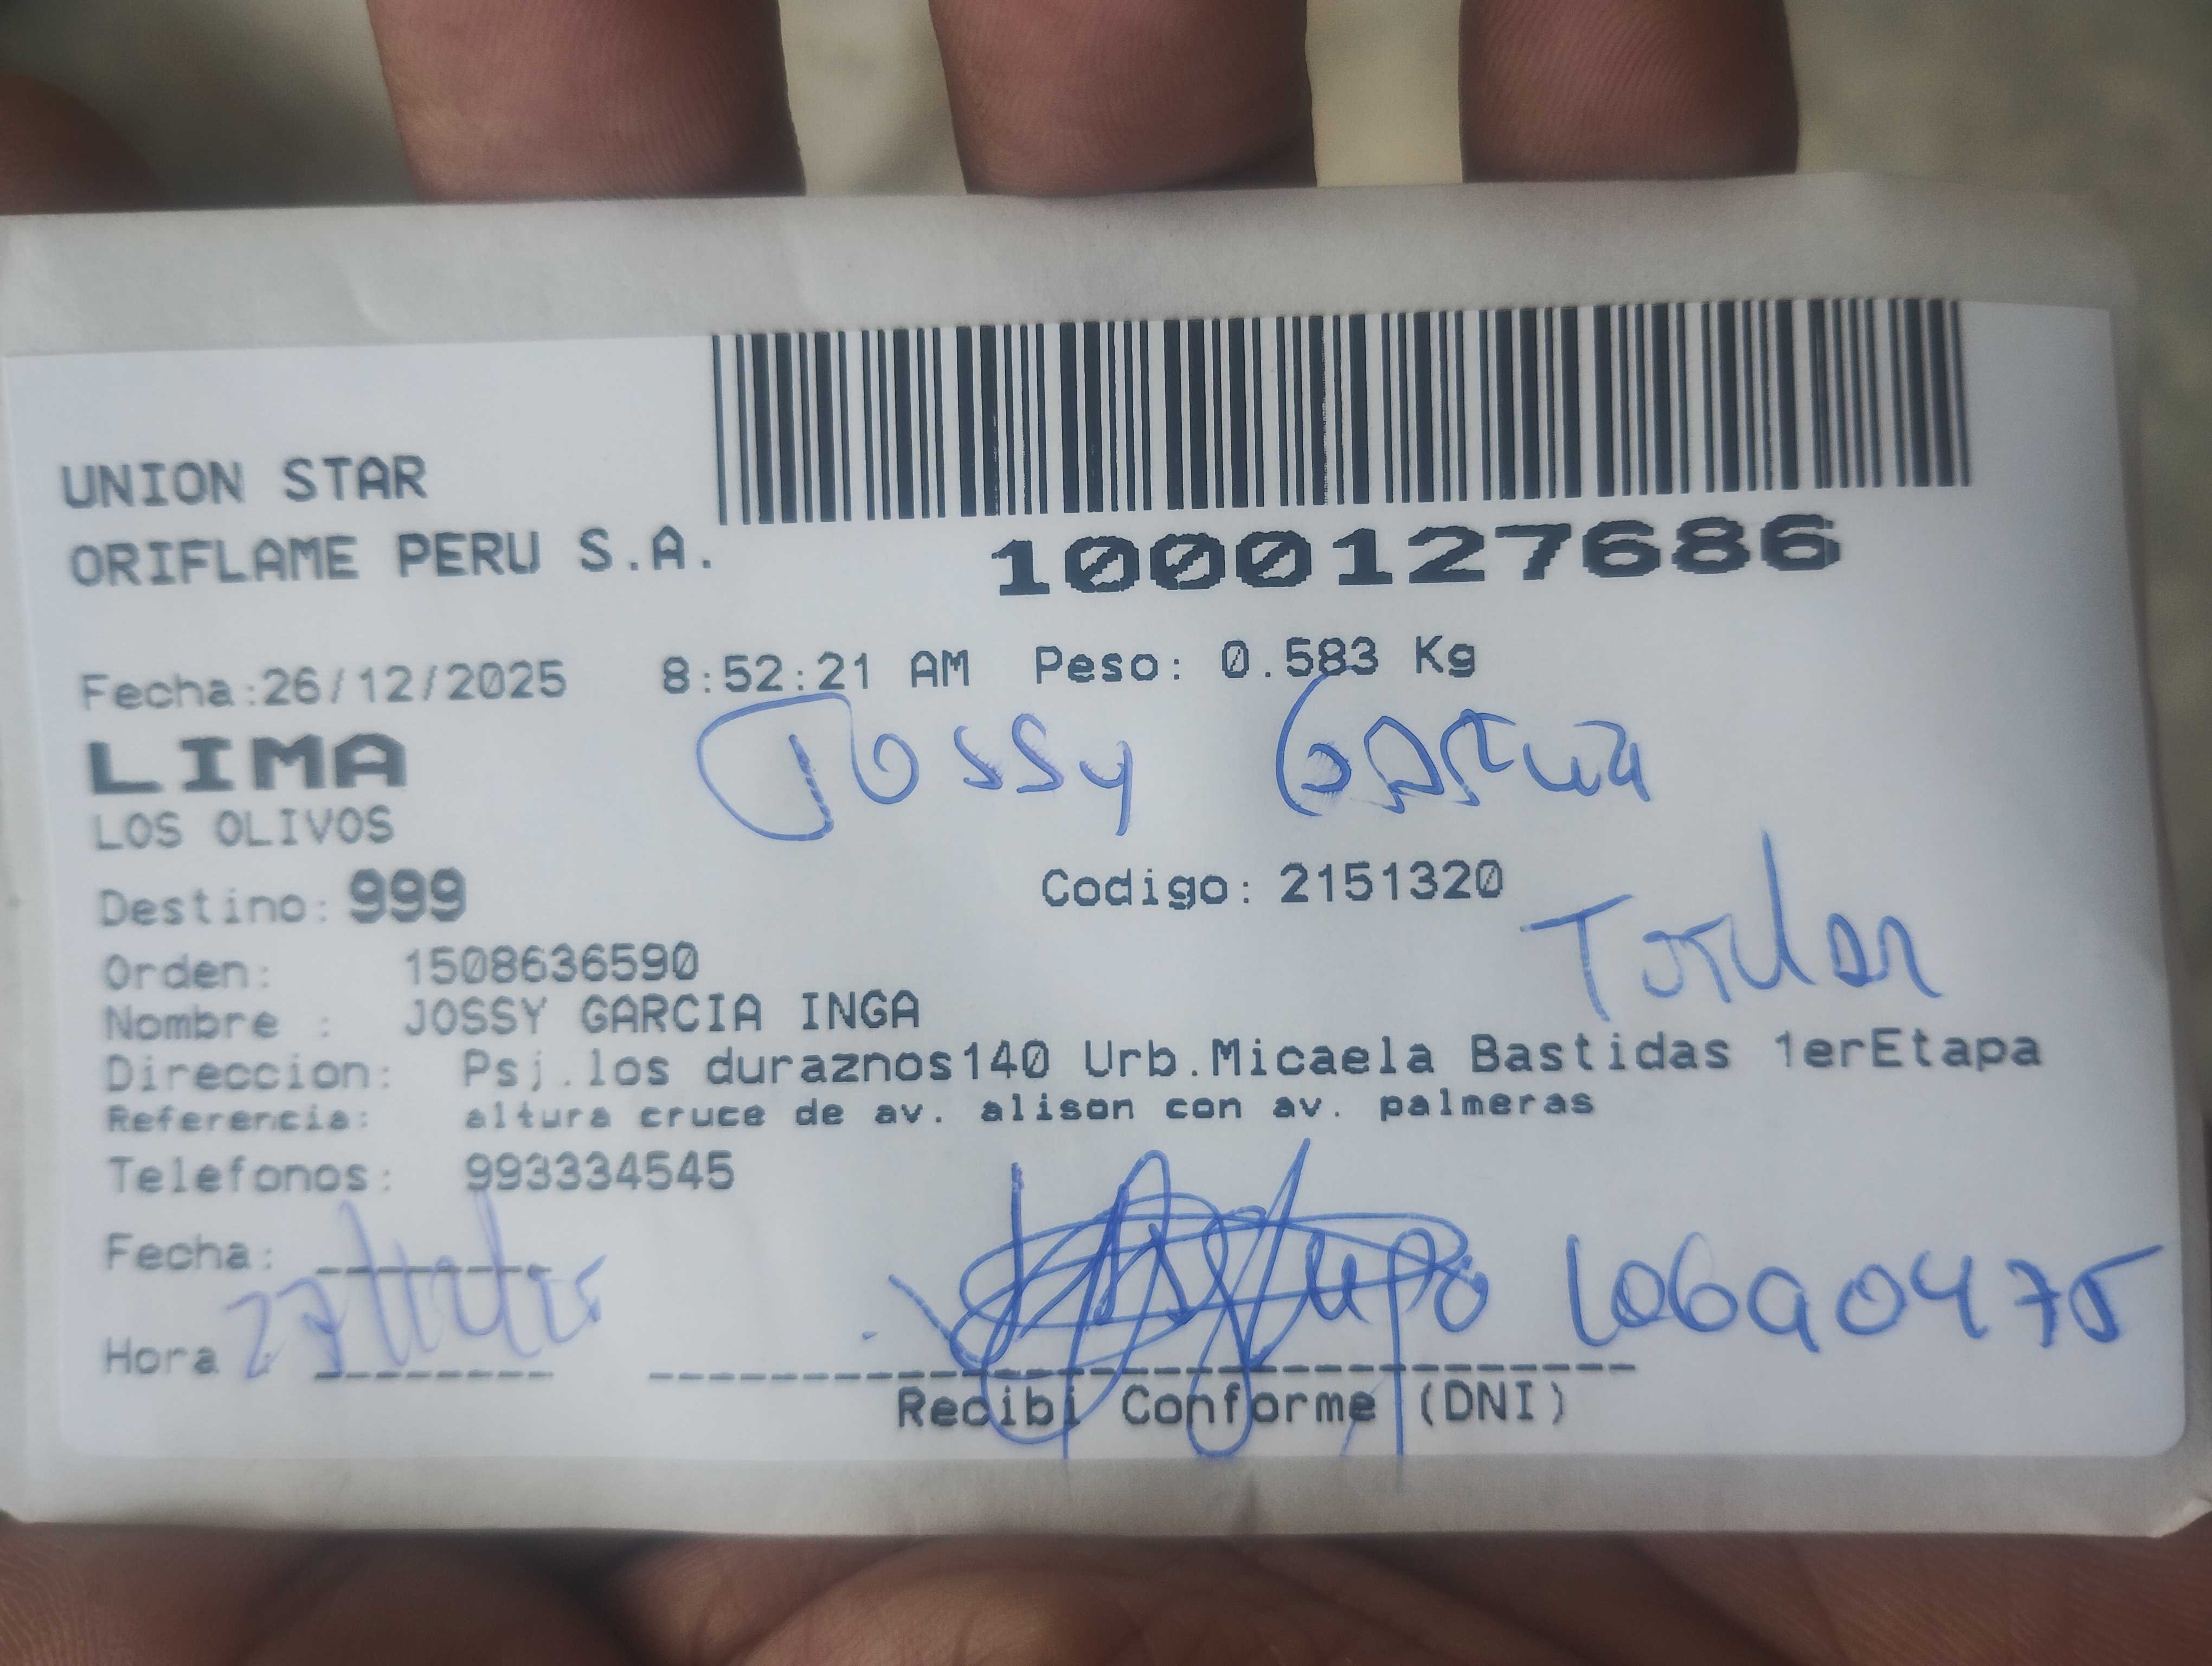 UNION STAR
ORIFLAME PERU S.A.
1000127686
Fecha:26/12/2025 8:52:21 AM Peso: 0.583 Kg
LIMA
Jossy Garcia
LOS OLIVOS
Destino: 999 Codigo: 2151320
Orden: 1508636590
Nombre : JOSSY GARCIA INGA
Direccion: Psj.los duraznos140 Urb.Micaela Bastidas 1erEtapa
Referencia: altura cruce de av. alison con av. palmeras
Telefonos: 993334545
Fecha:
10690475
Hora
Recibi Conforme (DNI)